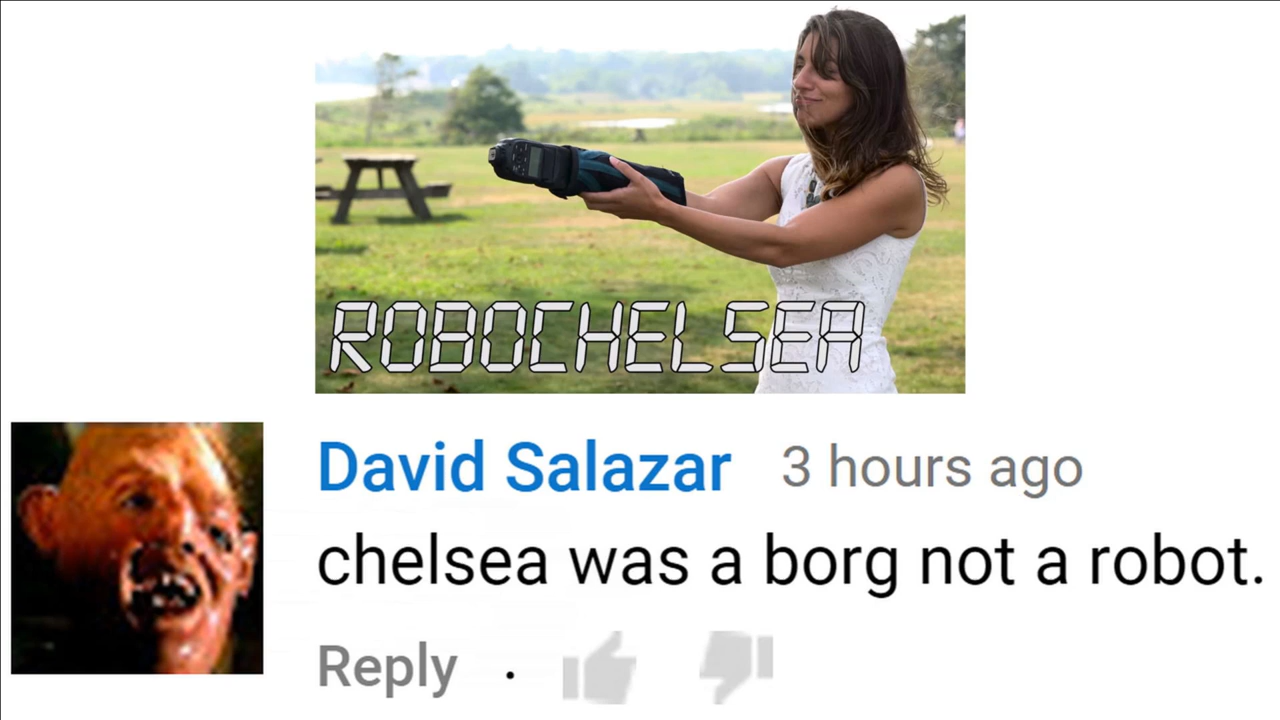 ROBOCHELSEA
David Salazar 3 hours ago
chelsea was a borg not a robot.
Reply ·